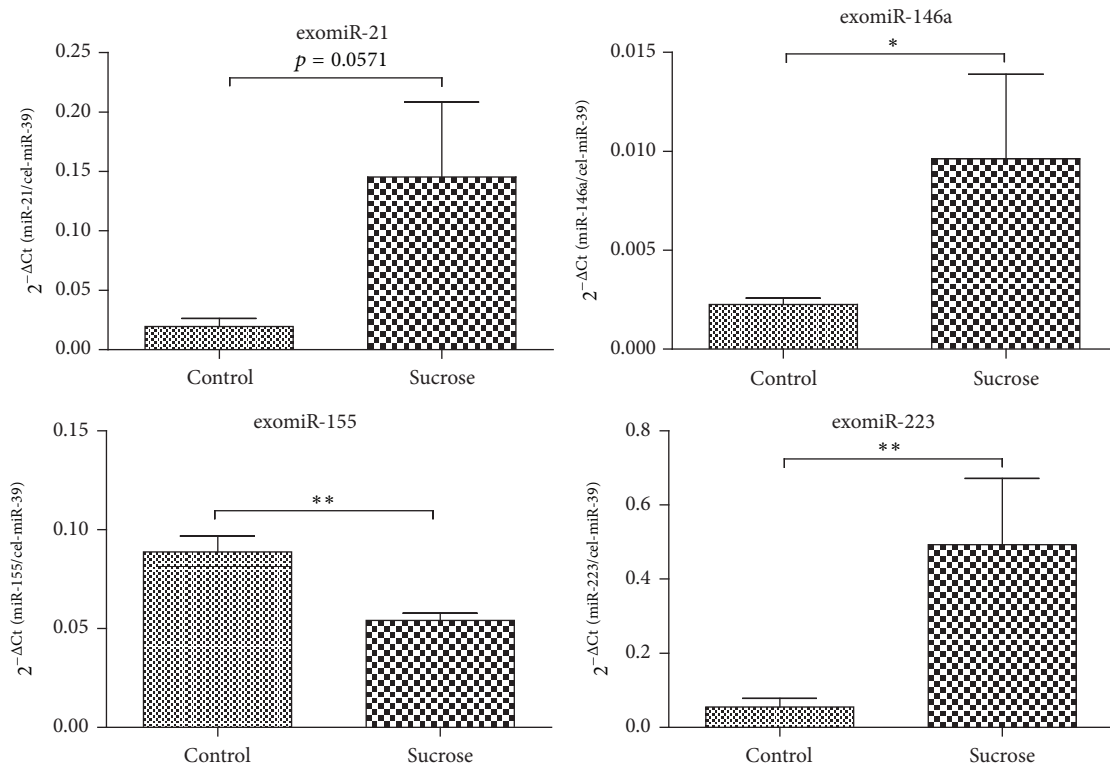 exomiR-21
p = 0.0571
2−ΔCt (miR-21/cel-miR-39)
0.25
0.20
0.15
0.10
0.05
0.00
Control Sucrose
exomiR-146a
*
2−ΔCt (miR-146a/cel-miR-39)
0.015
0.010
0.005
0.000
Control Sucrose
exomiR-155
**
2−ΔCt (miR-155/cel-miR-39)
0.15
0.10
0.05
0.00
Control Sucrose
exomiR-223
**
2−ΔCt (miR-223/cel-miR-39)
0.8
0.6
0.4
0.2
0.0
Control Sucrose